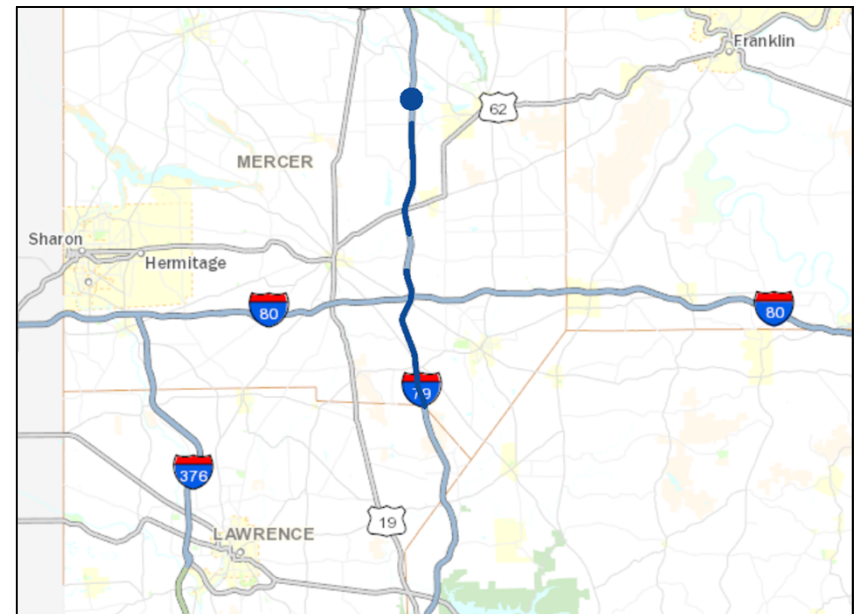 Franklin
62
MERCER
Sharon
Hermitage
80
80
79
376
19
LAWRENCE